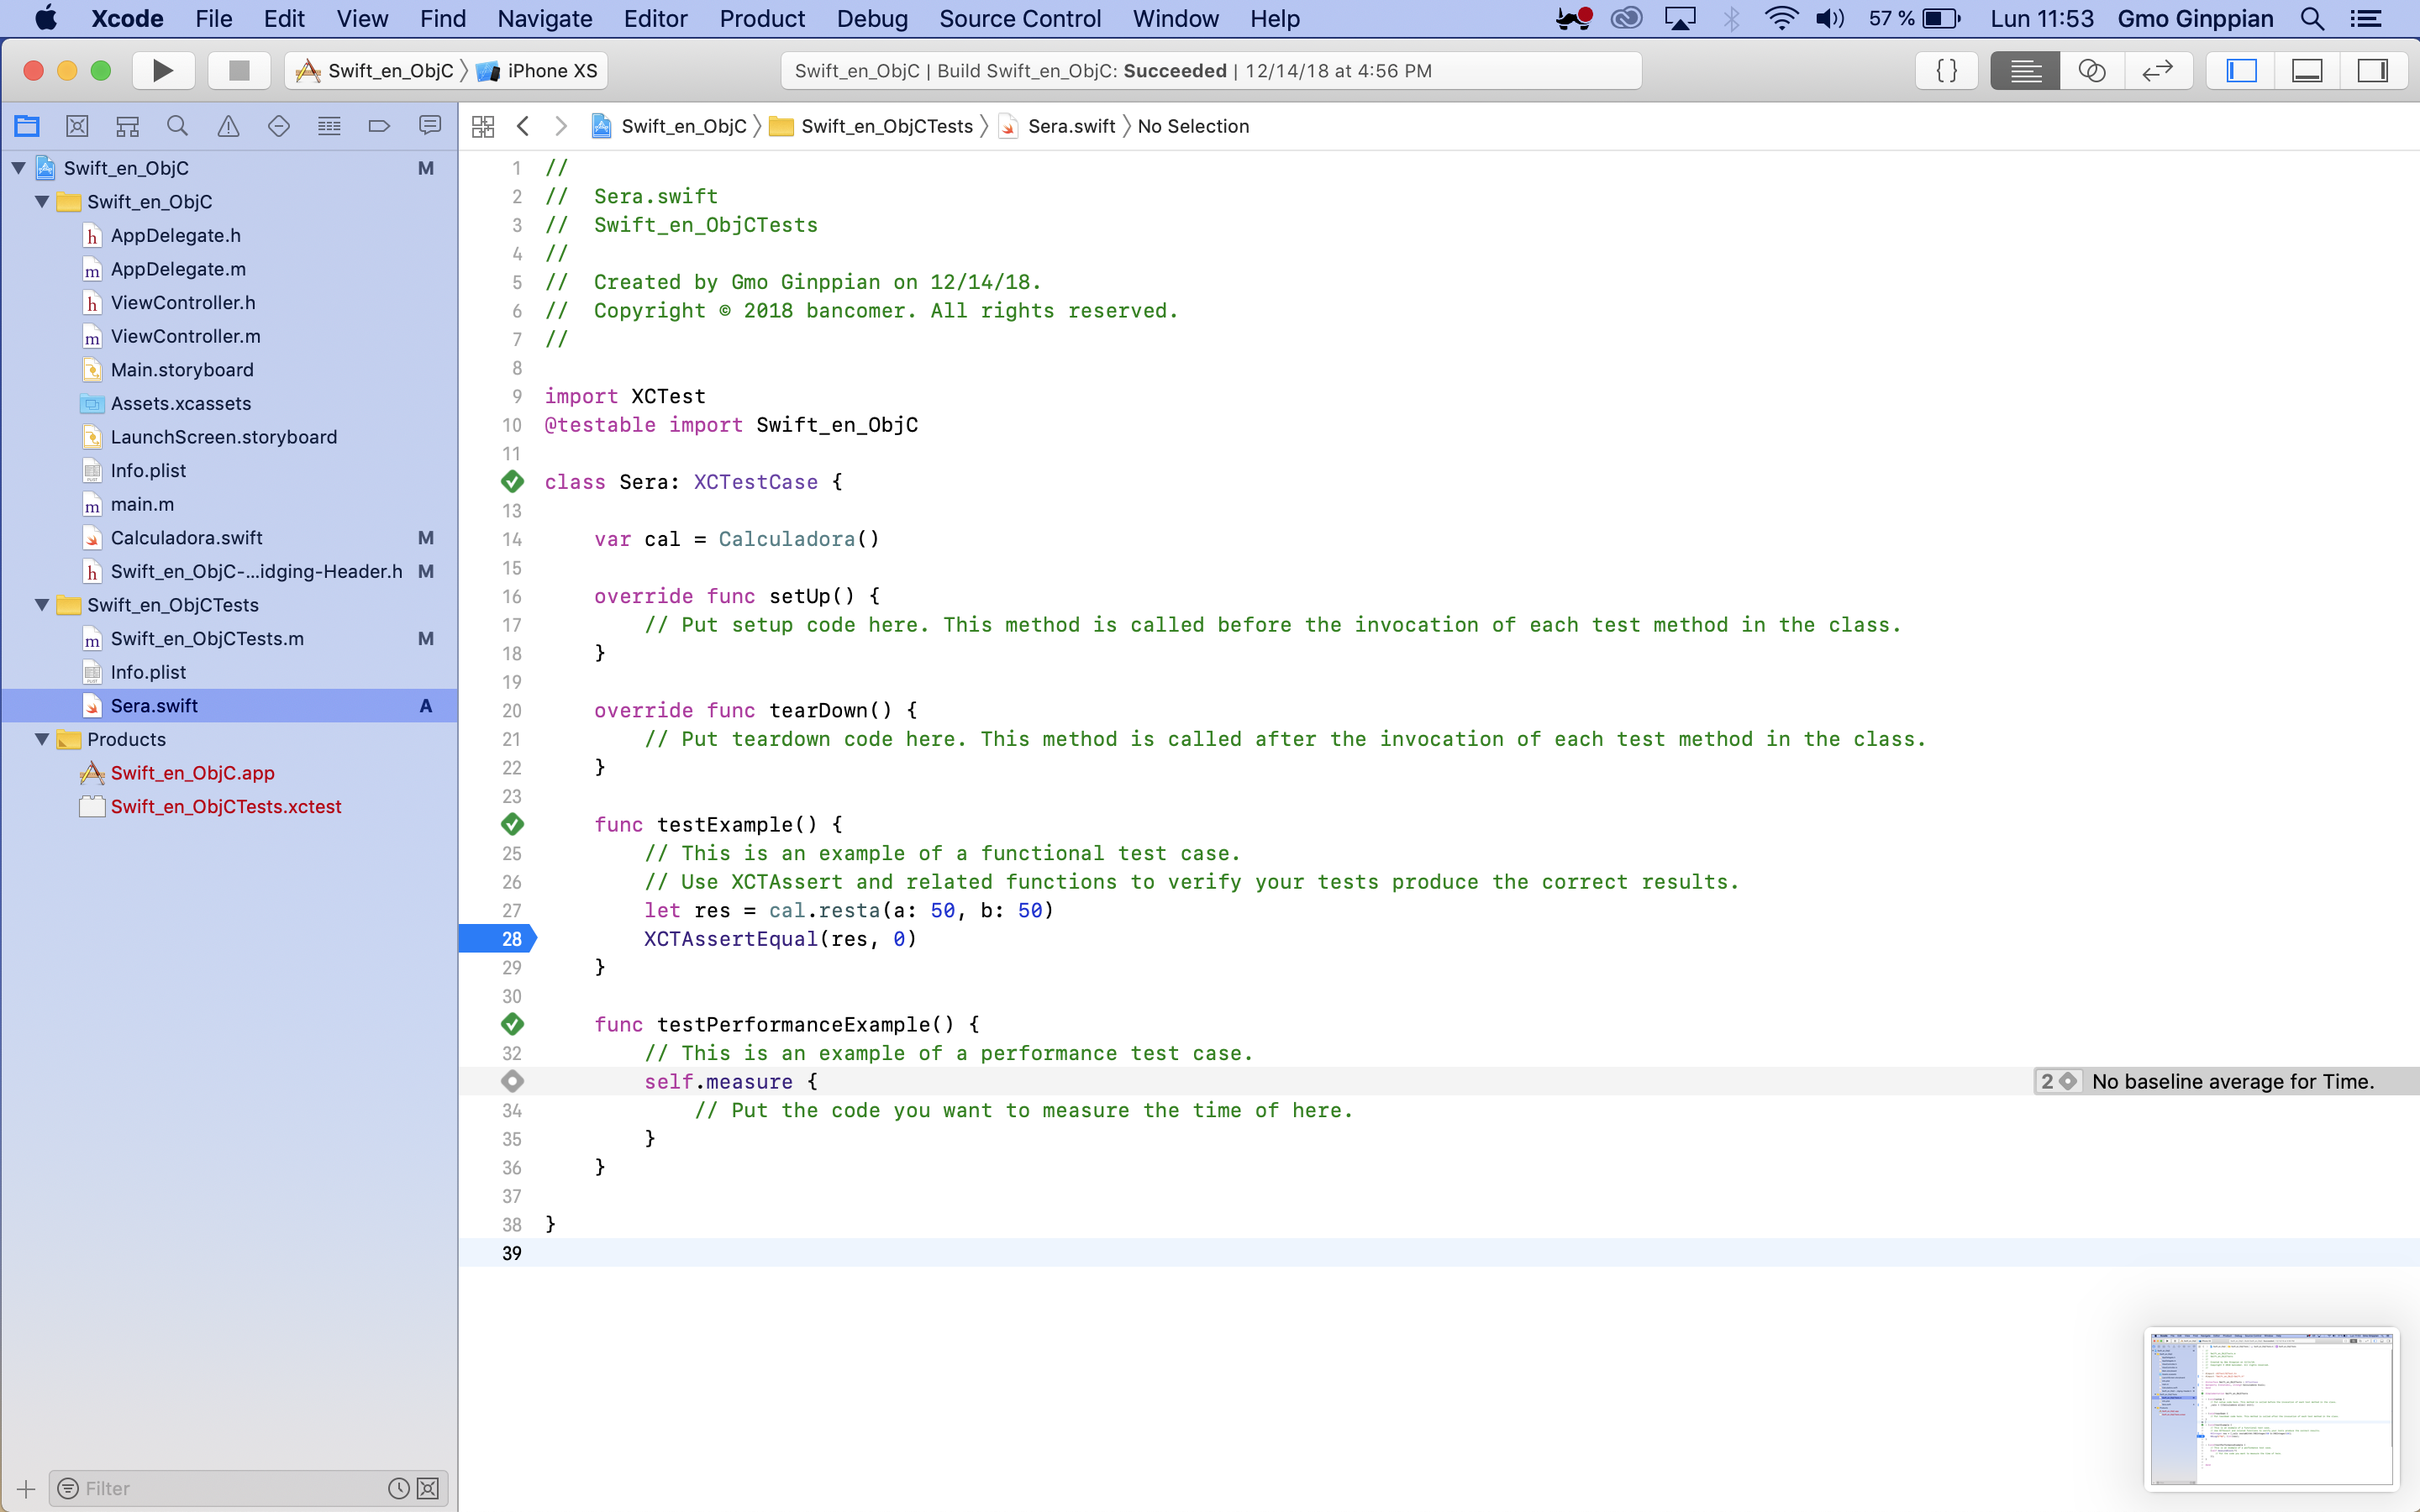 Xcode File Edit View Find Navigate Editor Product Debug Source Control Window Help 57 % Lun 11:53 Gmo Ginppian
Swift_en_ObjC 〉 iPhone XS
Swift_en_ObjC | Build Swift_en_ObjC: Succeeded | 12/14/18 at 4:56 PM
{ }
Swift_en_ObjC 〉 Swift_en_ObjCTests 〉 Sera.swift 〉 No Selection
Swift_en_ObjC M
Swift_en_ObjC
h AppDelegate.h
m AppDelegate.m
h ViewController.h
m ViewController.m
Main.storyboard
Assets.xcassets
LaunchScreen.storyboard
Info.plist
m main.m
Calculadora.swift M
h Swift_en_ObjC-...idging-Header.h M
Swift_en_ObjCTests
m Swift_en_ObjCTests.m M
Info.plist
Sera.swift A
Products
Swift_en_ObjC.app
Swift_en_ObjCTests.xctest
Filter
1 //
2 //  Sera.swift
3 //  Swift_en_ObjCTests
4 //
5 //  Created by Gmo Ginppian on 12/14/18.
6 //  Copyright © 2018 bancomer. All rights reserved.
7 //
8
9 import XCTest
10 @testable import Swift_en_ObjC
11
class Sera: XCTestCase {
13
14     var cal = Calculadora()
15
16     override func setUp() {
17         // Put setup code here. This method is called before the invocation of each test method in the class.
18     }
19
20     override func tearDown() {
21         // Put teardown code here. This method is called after the invocation of each test method in the class.
22     }
23
    func testExample() {
25         // This is an example of a functional test case.
26         // Use XCTAssert and related functions to verify your tests produce the correct results.
27         let res = cal.resta(a: 50, b: 50)
28         XCTAssertEqual(res, 0)
29     }
30
    func testPerformanceExample() {
32         // This is an example of a performance test case.
        self.measure { 2 No baseline average for Time.
34             // Put the code you want to measure the time of here.
35         }
36     }
37
38 }
39